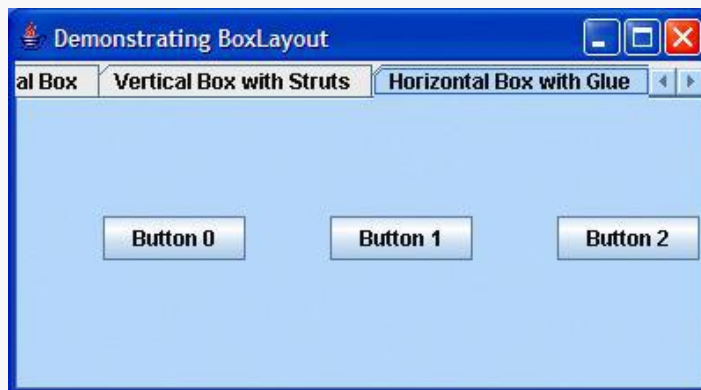 Demonstrating BoxLayout
al Box Vertical Box with Struts Horizontal Box with Glue
Button 0 Button 1 Button 2